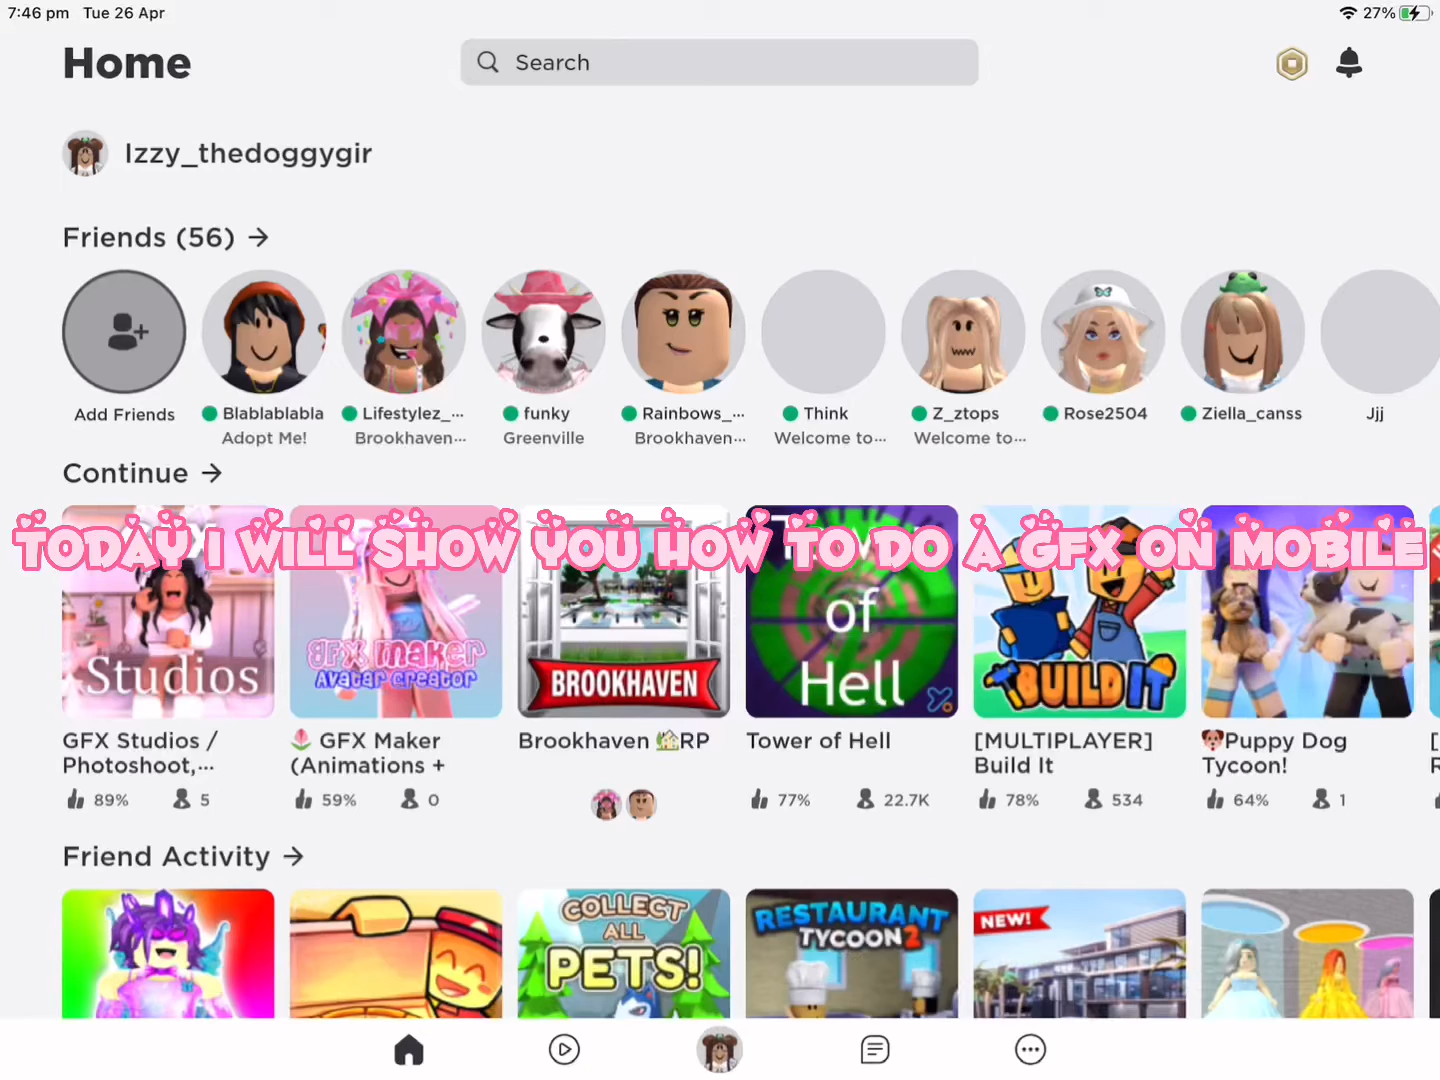 7:46 pm Tue 26 Apr
27%
Home
Search
Izzy_thedoggygir
Friends (56) →
Add Friends
Blablablabla
Adopt Me!
Lifestylez_...
Brookhaven...
funky
Greenville
Rainbows_...
Brookhaven...
Think
Welcome to...
Z_ztops
Welcome to...
Rose2504
Ziella_canss
Jjj
Continue →
TODAY I WILL SHOW YOU HOW TO DO A GFX ON MOBILE
Studios
GFX MAKER
AVATAR CREATOR
BROOKHAVEN
of
Hell
BUILD IT
GFX Studios /
Photoshoot,...
89% 5
🌷 GFX Maker
(Animations +
59% 0
Brookhaven 🏡RP
Tower of Hell
77% 22.7K
[MULTIPLAYER]
Build It
78% 534
🐶Puppy Dog
Tycoon!
64% 1
Friend Activity →
COLLECT
ALL
PETS!
RESTAURANT
TYCOON 2
NEW!